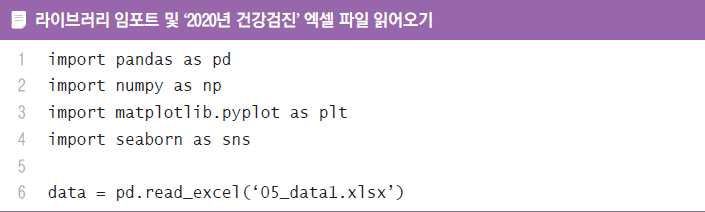 라이브러리 임포트 및 ‘2020년 건강검진’ 엑셀 파일 읽어오기
1 import pandas as pd
2 import numpy as np
3 import matplotlib.pyplot as plt
4 import seaborn as sns
5
6 data = pd.read_excel(‘05_data1.xlsx’)